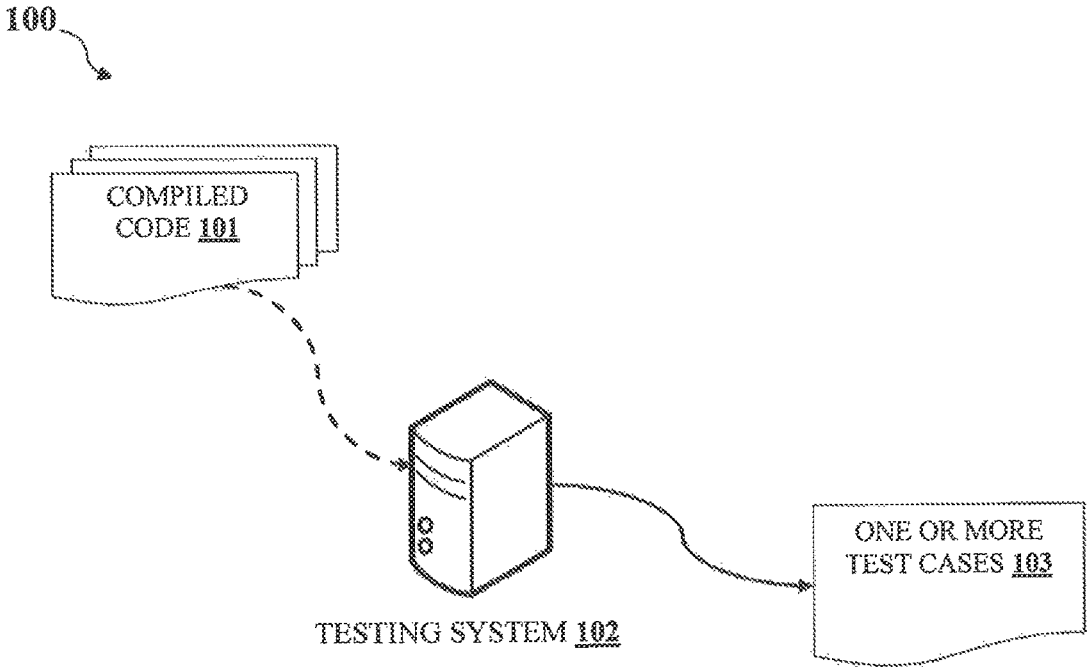 100
COMPILED
CODE 101
TESTING SYSTEM 102
ONE OR MORE
TEST CASES 103